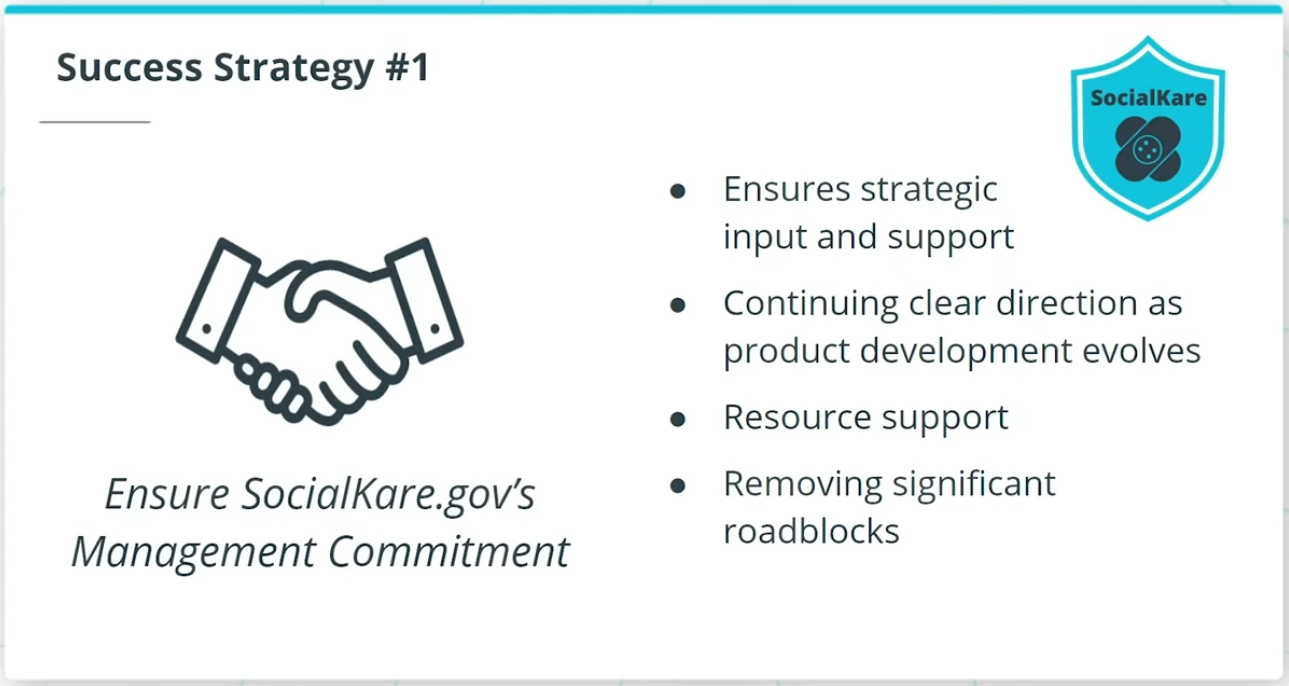 Success Strategy #1
SocialKare
Ensure SocialKare.gov’s
Management Commitment
● Ensures strategic
input and support
● Continuing clear direction as
product development evolves
● Resource support
● Removing significant
roadblocks